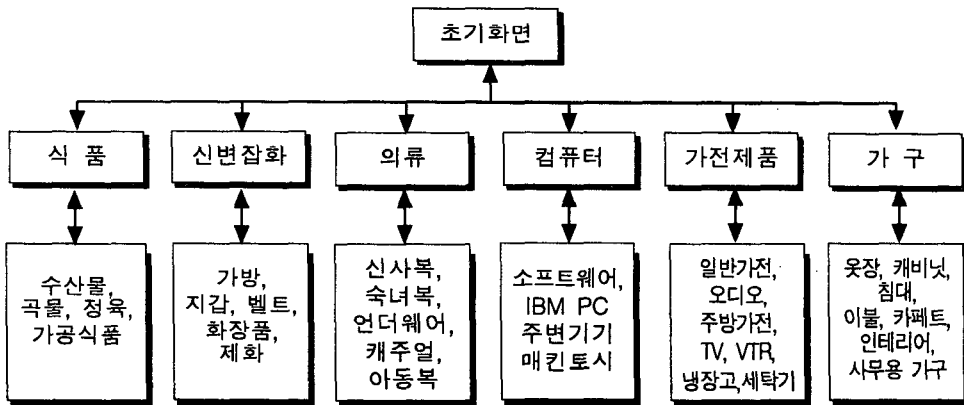 초기화면
식 품
신변잡화
의류
컴퓨터
가전제품
가 구
수산물,
곡물, 정육,
가공식품
가방,
지갑, 벨트,
화장품,
제화
신사복,
숙녀복,
언더웨어,
캐주얼,
아동복
소프트웨어,
IBM PC
주변기기
매킨토시
일반가전,
오디오,
주방가전,
TV, VTR,
냉장고,세탁기
옷장, 캐비닛,
침대,
이불, 카페트,
인테리어,
사무용 가구